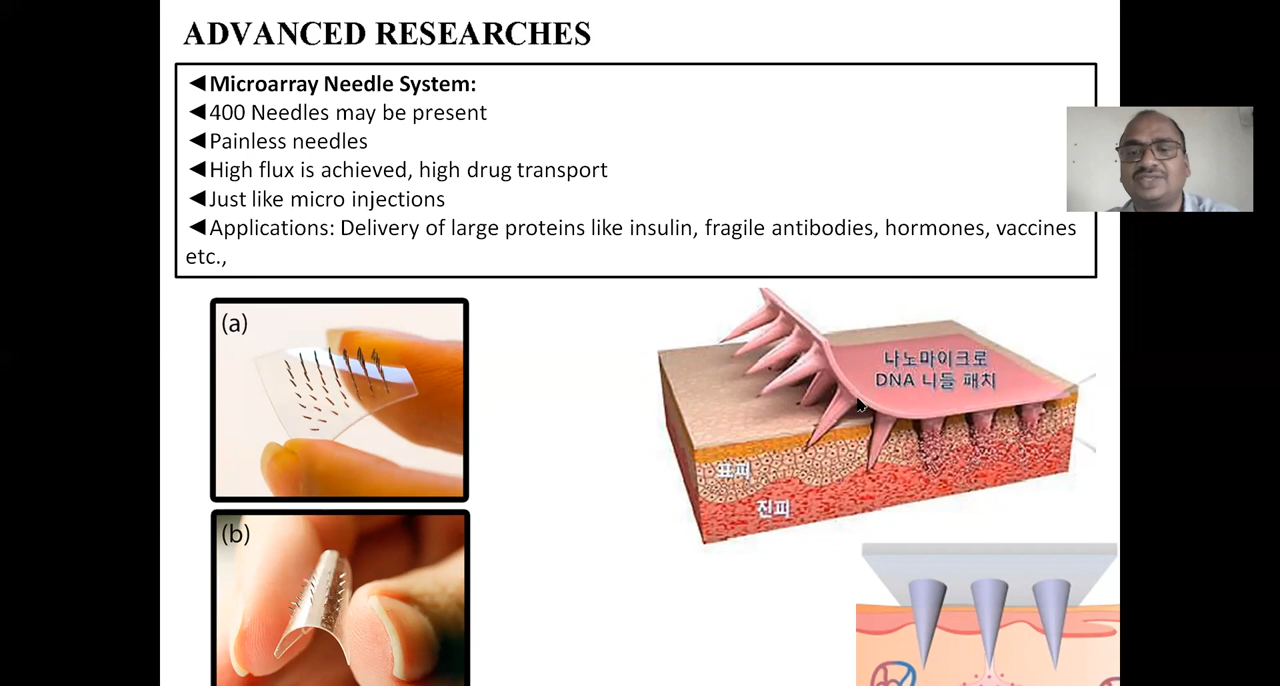 ADVANCED RESEARCHES
◄Microarray Needle System:
◄400 Needles may be present
◄Painless needles
◄High flux is achieved, high drug transport
◄Just like micro injections
◄Applications: Delivery of large proteins like insulin, fragile antibodies, hormones, vaccines
etc.,
(a)
나노마이크로
DNA 니들 패치
표피
진피
(b)